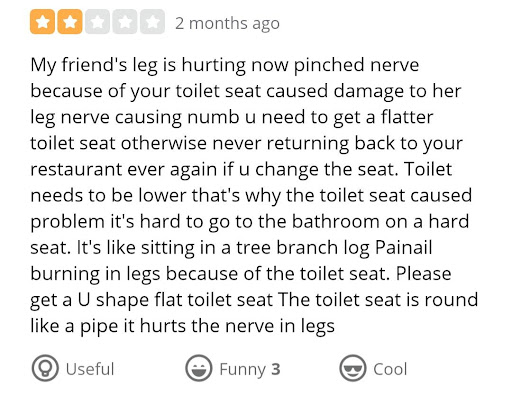 2 months ago
My friend's leg is hurting now pinched nerve
because of your toilet seat caused damage to her
leg nerve causing numb u need to get a flatter
toilet seat otherwise never returning back to your
restaurant ever again if u change the seat. Toilet
needs to be lower that's why the toilet seat caused
problem it's hard to go to the bathroom on a hard
seat. It's like sitting in a tree branch log Painail
burning in legs because of the toilet seat. Please
get a U shape flat toilet seat The toilet seat is round
like a pipe it hurts the nerve in legs
Useful Funny 3 Cool